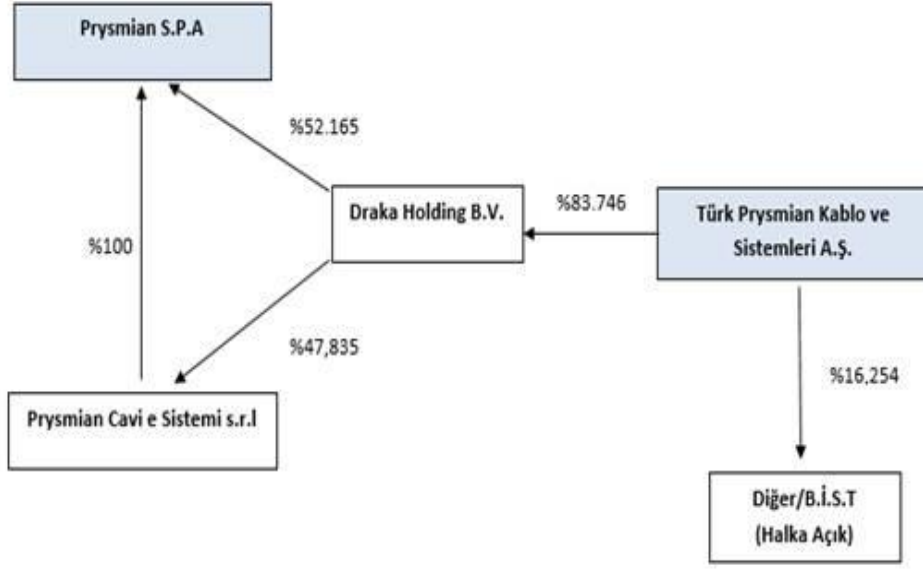 Prysmian S.P.A
%52.165
Draka Holding B.V.
%83.746
Türk Prysmian Kablo ve
Sistemleri A.Ş.
%100
%47,835
%16,254
Prysmian Cavi e Sistemi s.r.l
Diğer/B.İ.S.T
(Halka Açık)